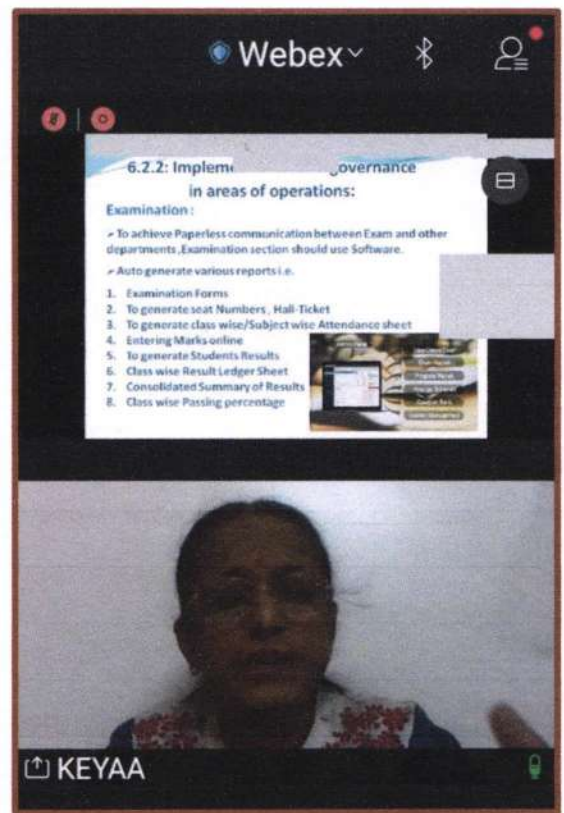 Webex
6.2.2: Implem overnance
in areas of operations:
Examination :
➢ To achieve Paperless communication between Exam and other
departments ,Examination section should use Software.
➢ Auto generate various reports i.e.
1. Examination Forms
2. To generate seat Numbers , Hall-Ticket
3. To generate class wise/Subject wise Attendance sheet
4. Entering Marks online
5. To generate Students Results
6. Class wise Result Ledger Sheet
7. Consolidated Summary of Results
8. Class wise Passing percentage
KEYAA